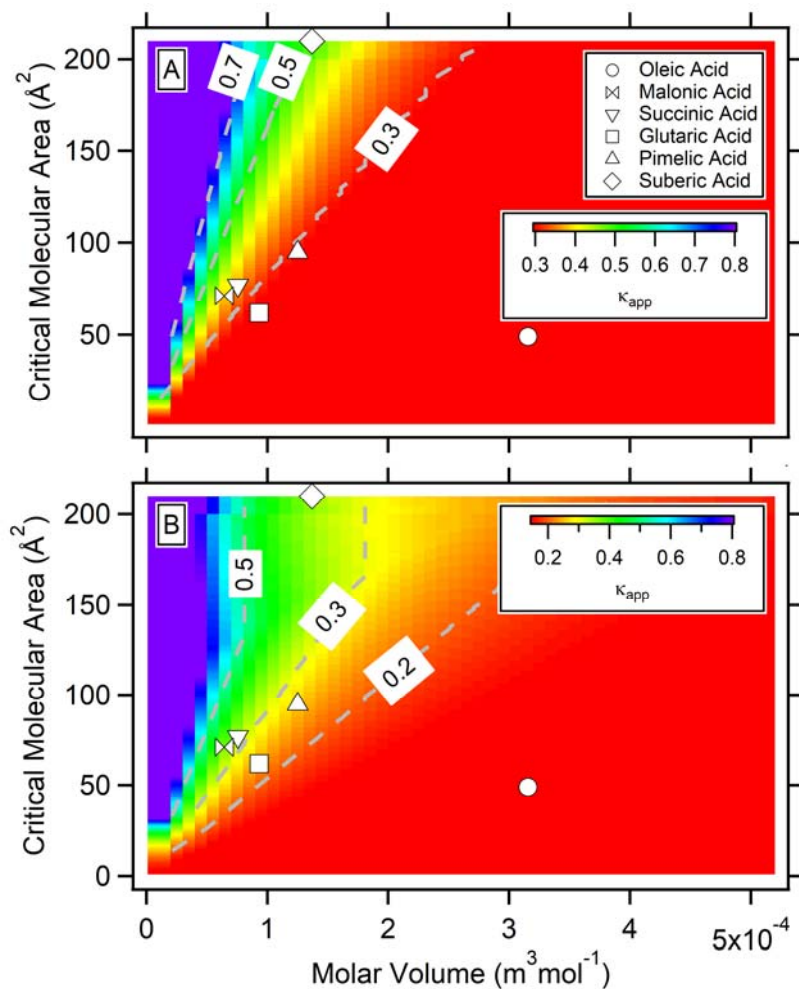 A
0.7
0.5
0.3
Oleic Acid
Malonic Acid
Succinic Acid
Glutaric Acid
Pimelic Acid
Suberic Acid
0.3 0.4 0.5 0.6 0.7 0.8
κapp
200
150
100
50
Critical Molecular Area (Å²)
B
0.5
0.3
0.2
0.2 0.4 0.6 0.8
κapp
200
150
100
50
0
Critical Molecular Area (Å²)
0 1 2 3 4 5x10⁻⁴
Molar Volume (m³mol⁻¹)